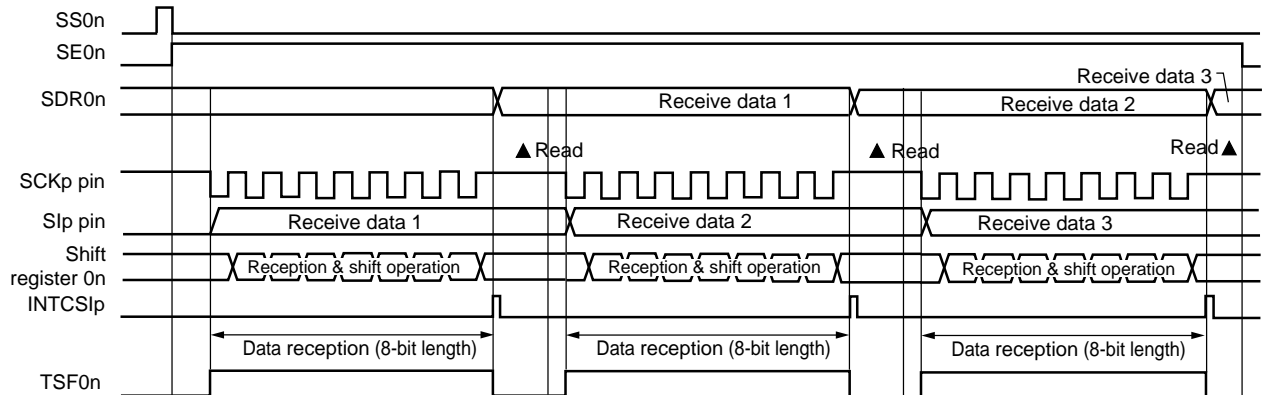 SS0n
SE0n
Receive data 3
SDR0n
Receive data 1
Receive data 2
▲ Read
▲ Read
Read ▲
SCKp pin
SIp pin
Receive data 1
Receive data 2
Receive data 3
Shift
register 0n
Reception & shift operation
Reception & shift operation
Reception & shift operation
INTCSIp
Data reception (8-bit length)
Data reception (8-bit length)
Data reception (8-bit length)
TSF0n